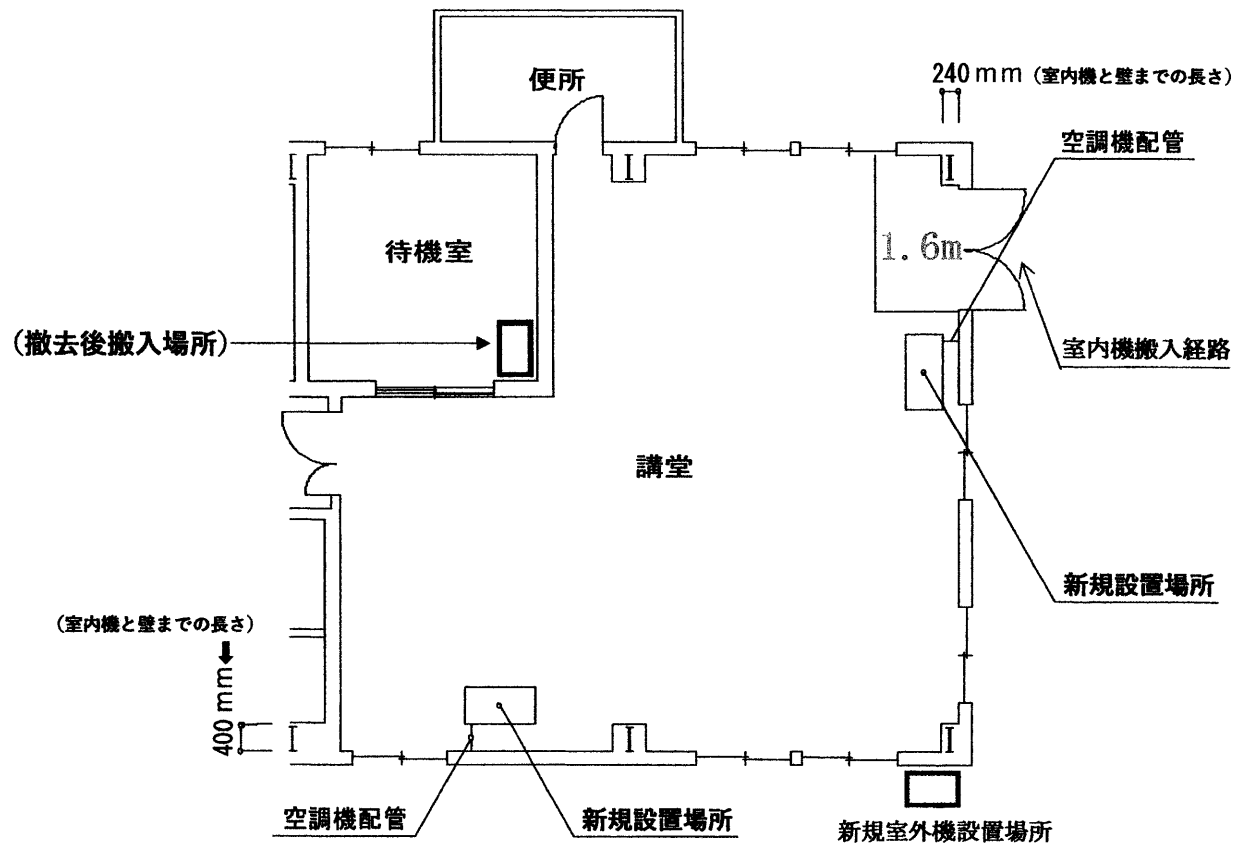 便所
240mm（室内機と壁までの長さ）
空調機配管
待機室
1.6m
（撤去後搬入場所）
室内機搬入経路
講堂
新規設置場所
（室内機と壁までの長さ）
400mm
空調機配管
新規設置場所
新規室外機設置場所